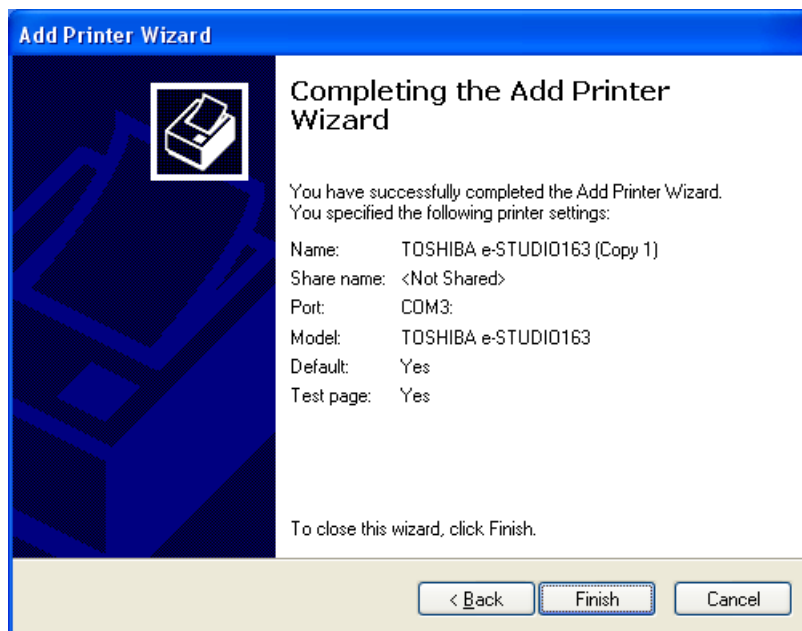 Add Printer Wizard
Completing the Add Printer
Wizard
You have successfully completed the Add Printer Wizard.
You specified the following printer settings:
Name: TOSHIBA e-STUDIO163 (Copy 1)
Share name: <Not Shared>
Port: COM3:
Model: TOSHIBA e-STUDIO163
Default: Yes
Test page: Yes
To close this wizard, click Finish.
< Back Finish Cancel